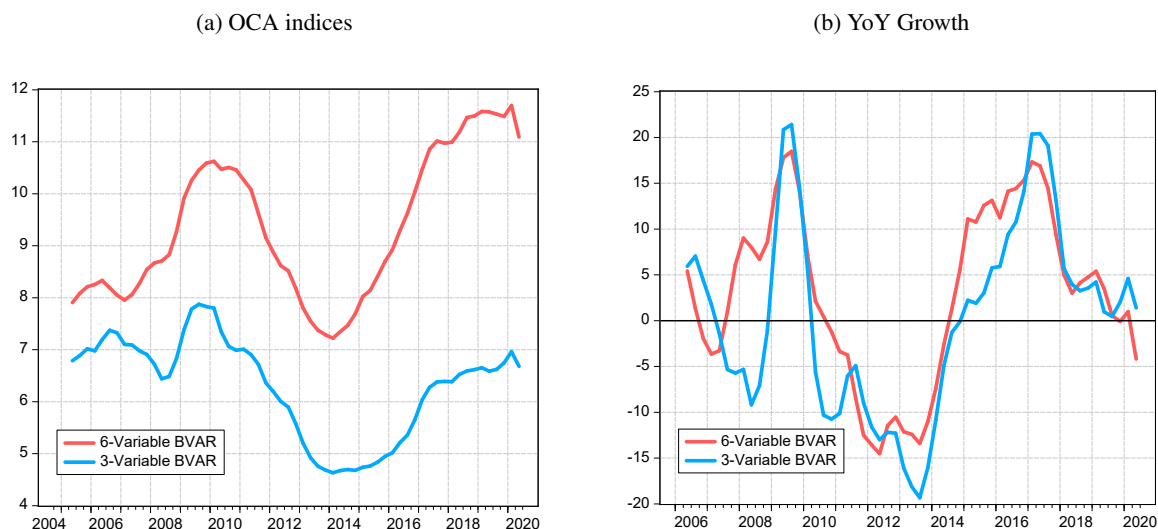 (a) OCA indices
12
11
10
9
8
7
6
5
4
6-Variable BVAR
3-Variable BVAR
2004 2006 2008 2010 2012 2014 2016 2018 2020
(b) YoY Growth
25
20
15
10
5
0
-5
-10
-15
-20
6-Variable BVAR
3-Variable BVAR
2006 2008 2010 2012 2014 2016 2018 2020